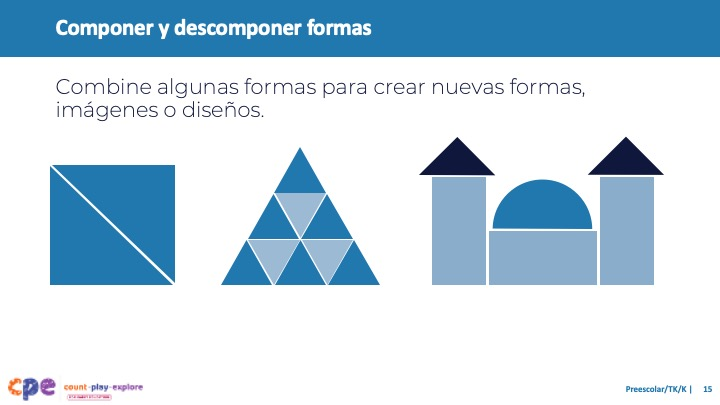 Componer y descomponer formas
Combine algunas formas para crear nuevas formas,
imágenes o diseños.
cpe count-play-explore
Preescolar/TK/K | 15